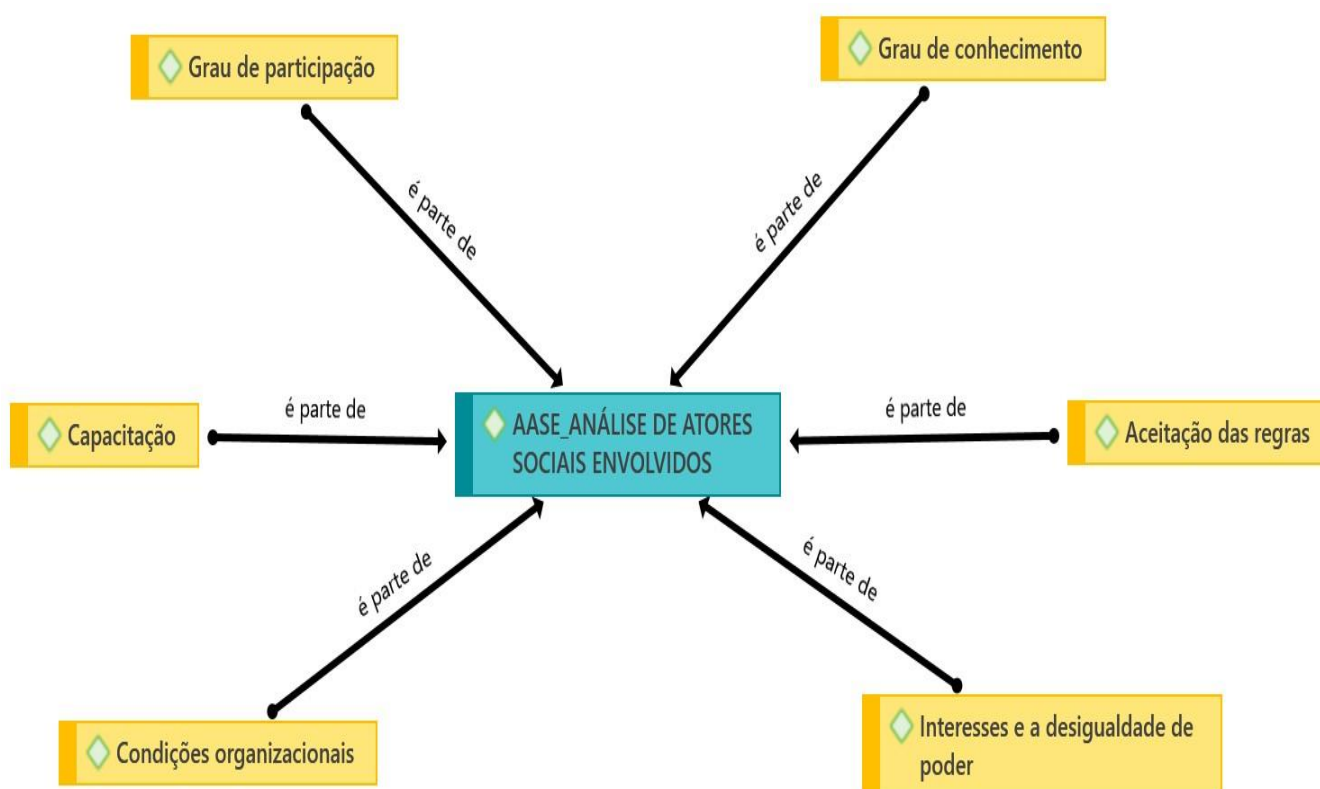 Grau de participação
Grau de conhecimento
é parte de
é parte de
Capacitação
é parte de
AASE_ANÁLISE DE ATORES
SOCIAIS ENVOLVIDOS
é parte de
Aceitação das regras
é parte de
é parte de
Condições organizacionais
Interesses e a desigualdade de
poder